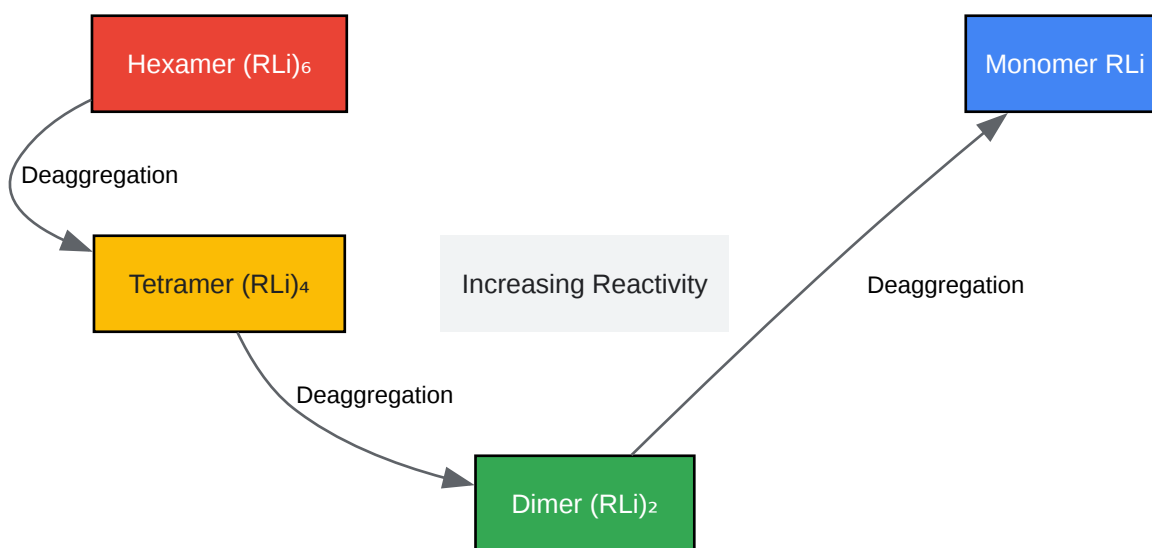 Hexamer (RLi)₆
Monomer RLi
Deaggregation
Tetramer (RLi)₄
Increasing Reactivity
Deaggregation
Deaggregation
Dimer (RLi)₂